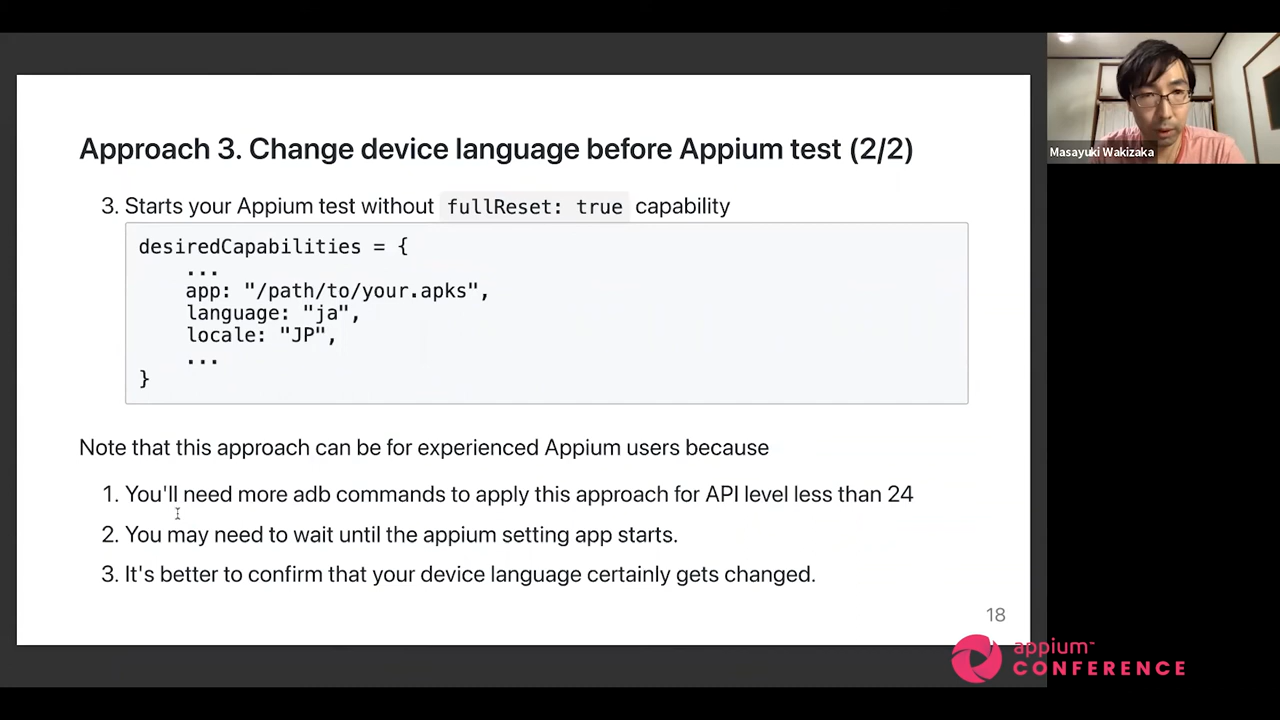 Approach 3. Change device language before Appium test (2/2)
3. Starts your Appium test without fullReset: true capability
desiredCapabilities = {
...
app: "/path/to/your.apks",
language: "ja",
locale: "JP",
...
}
Note that this approach can be for experienced Appium users because
1. You'll need more adb commands to apply this approach for API level less than 24
2. You may need to wait until the appium setting app starts.
3. It's better to confirm that your device language certainly gets changed.
18
Masayuki Wakizaka
appium™
CONFERENCE